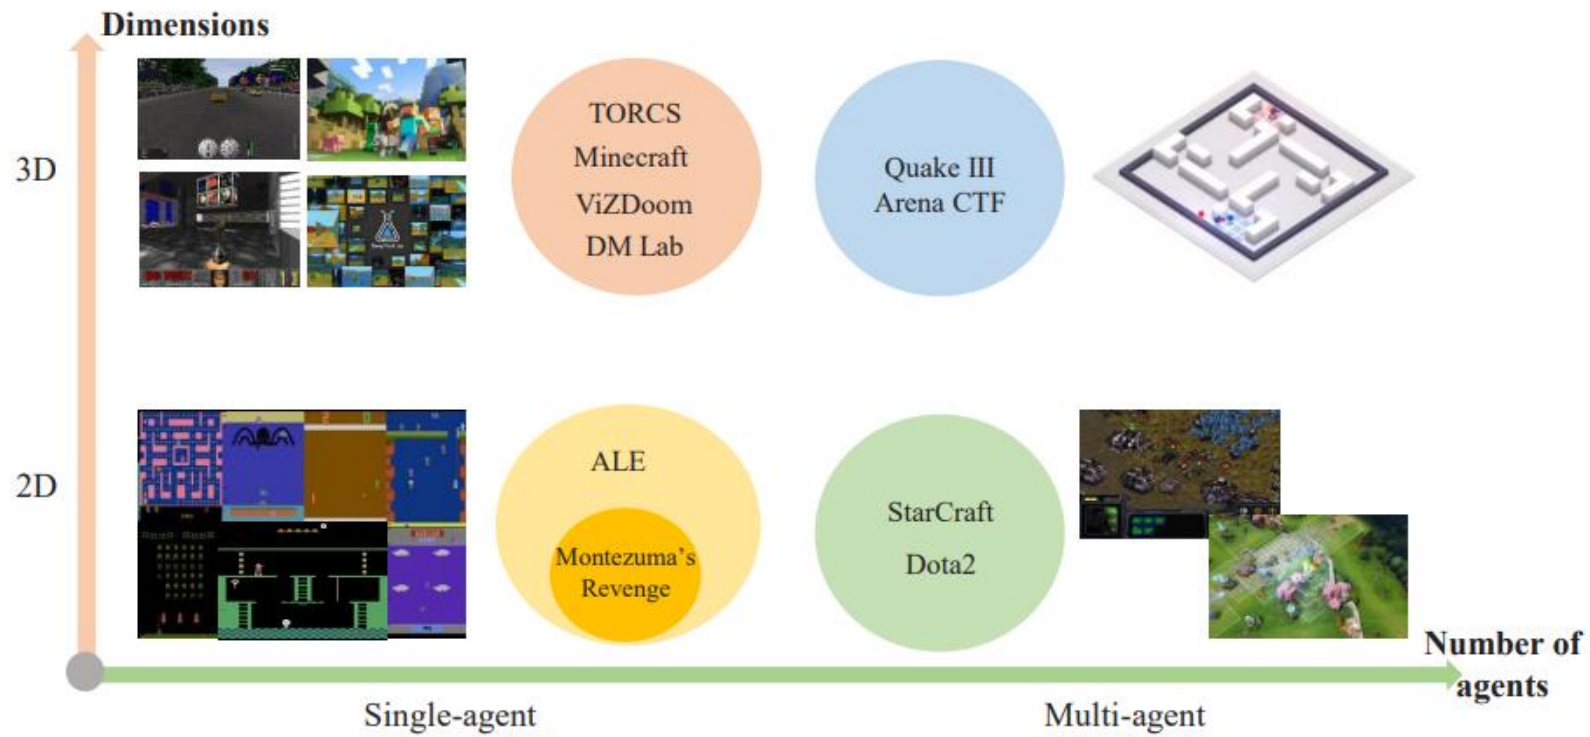 Dimensions
3D
TORCS
Minecraft
ViZDoom
DM Lab
Quake III
Arena CTF
2D
ALE
Montezuma's
Revenge
StarCraft
Dota2
Number of
agents
Single-agent
Multi-agent